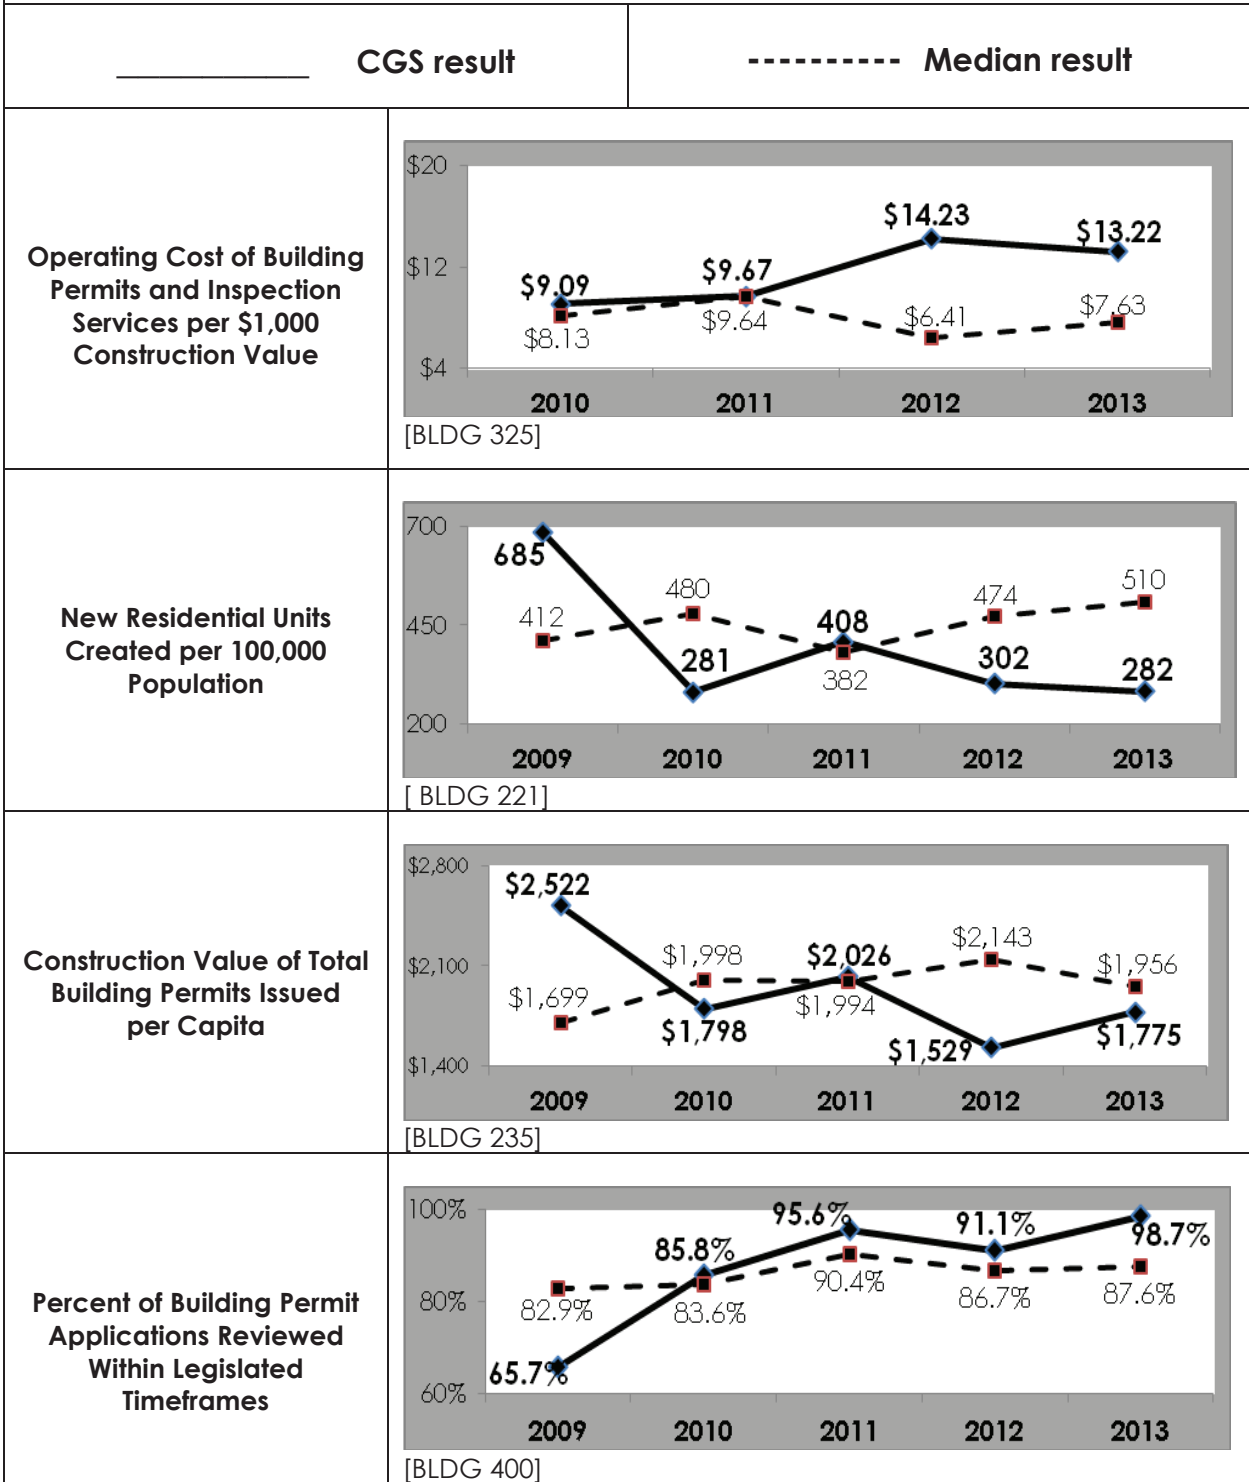 __________ CGS result
---------- Median result
Operating Cost of Building
Permits and Inspection
Services per $1,000
Construction Value
$20
$12
$4
$9.09
$9.67
$14.23
$13.22
$8.13
$9.64
$6.41
$7.63
2010 2011 2012 2013
[BLDG 325]
New Residential Units
Created per 100,000
Population
700
450
200
685
281
408
302
282
412
480
382
474
510
2009 2010 2011 2012 2013
[ BLDG 221]
Construction Value of Total
Building Permits Issued
per Capita
$2,800
$2,100
$1,400
$2,522
$1,798
$2,026
$1,529
$1,775
$1,699
$1,998
$1,994
$2,143
$1,956
2009 2010 2011 2012 2013
[BLDG 235]
Percent of Building Permit
Applications Reviewed
Within Legislated
Timeframes
100%
80%
60%
65.7%
85.8%
95.6%
91.1%
98.7%
82.9%
83.6%
90.4%
86.7%
87.6%
2009 2010 2011 2012 2013
[BLDG 400]